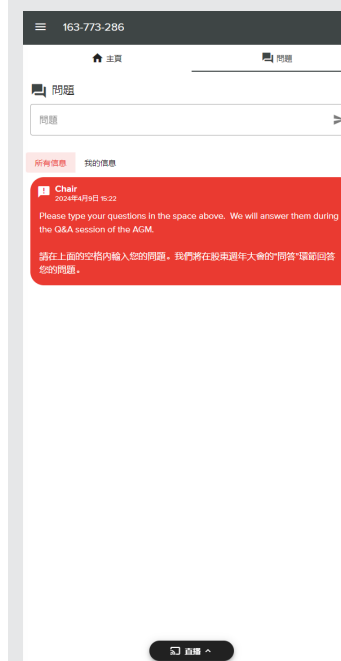 163-773-286
主頁
問題
問題
問題
所有信息
我的信息
Chair
2024年4月9日 15:22
Please type your questions in the space above. We will answer them during
the Q&A session of the AGM.
請在上面的空格内輸入您的問題。我們將在股東週年大會的“問答”環節回答
您的問題。
直播